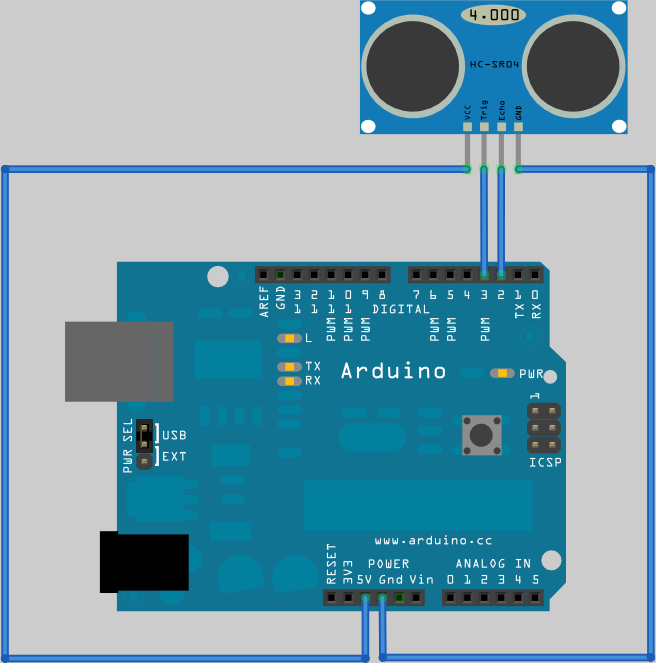 4.000
HC-SR04
VCC Trig Echo GND
AREF GND 13 12 11 10 9 8 7 6 5 4 3 2 1 0
DIGITAL
PWM PWM PWM PWM PWM PWM TX RX
L
TX
RX
Arduino
PWR
1
PWR SEL
USB
EXT
ICSP
www.arduino.cc
POWER
ANALOG IN
RESET 3V3 5V Gnd Vin 0 1 2 3 4 5